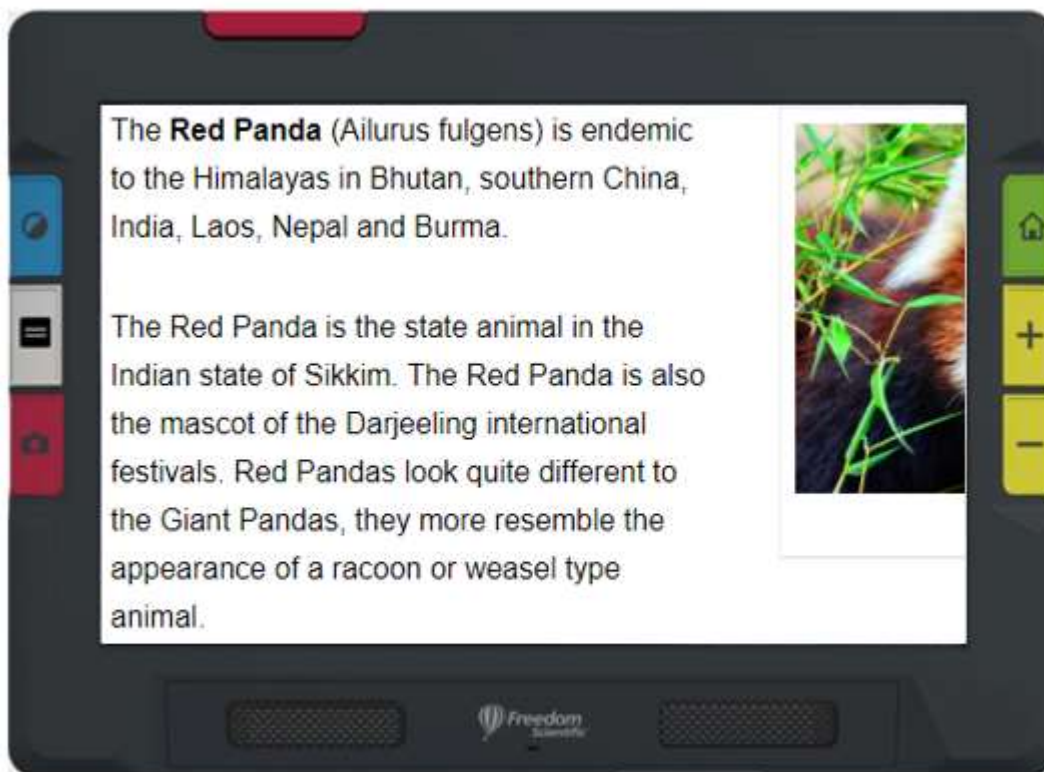 The Red Panda (Ailurus fulgens) is endemic
to the Himalayas in Bhutan, southern China,
India, Laos, Nepal and Burma.
The Red Panda is the state animal in the
Indian state of Sikkim. The Red Panda is also
the mascot of the Darjeeling international
festivals. Red Pandas look quite different to
the Giant Pandas, they more resemble the
appearance of a racoon or weasel type
animal.
Freedom
Scientific